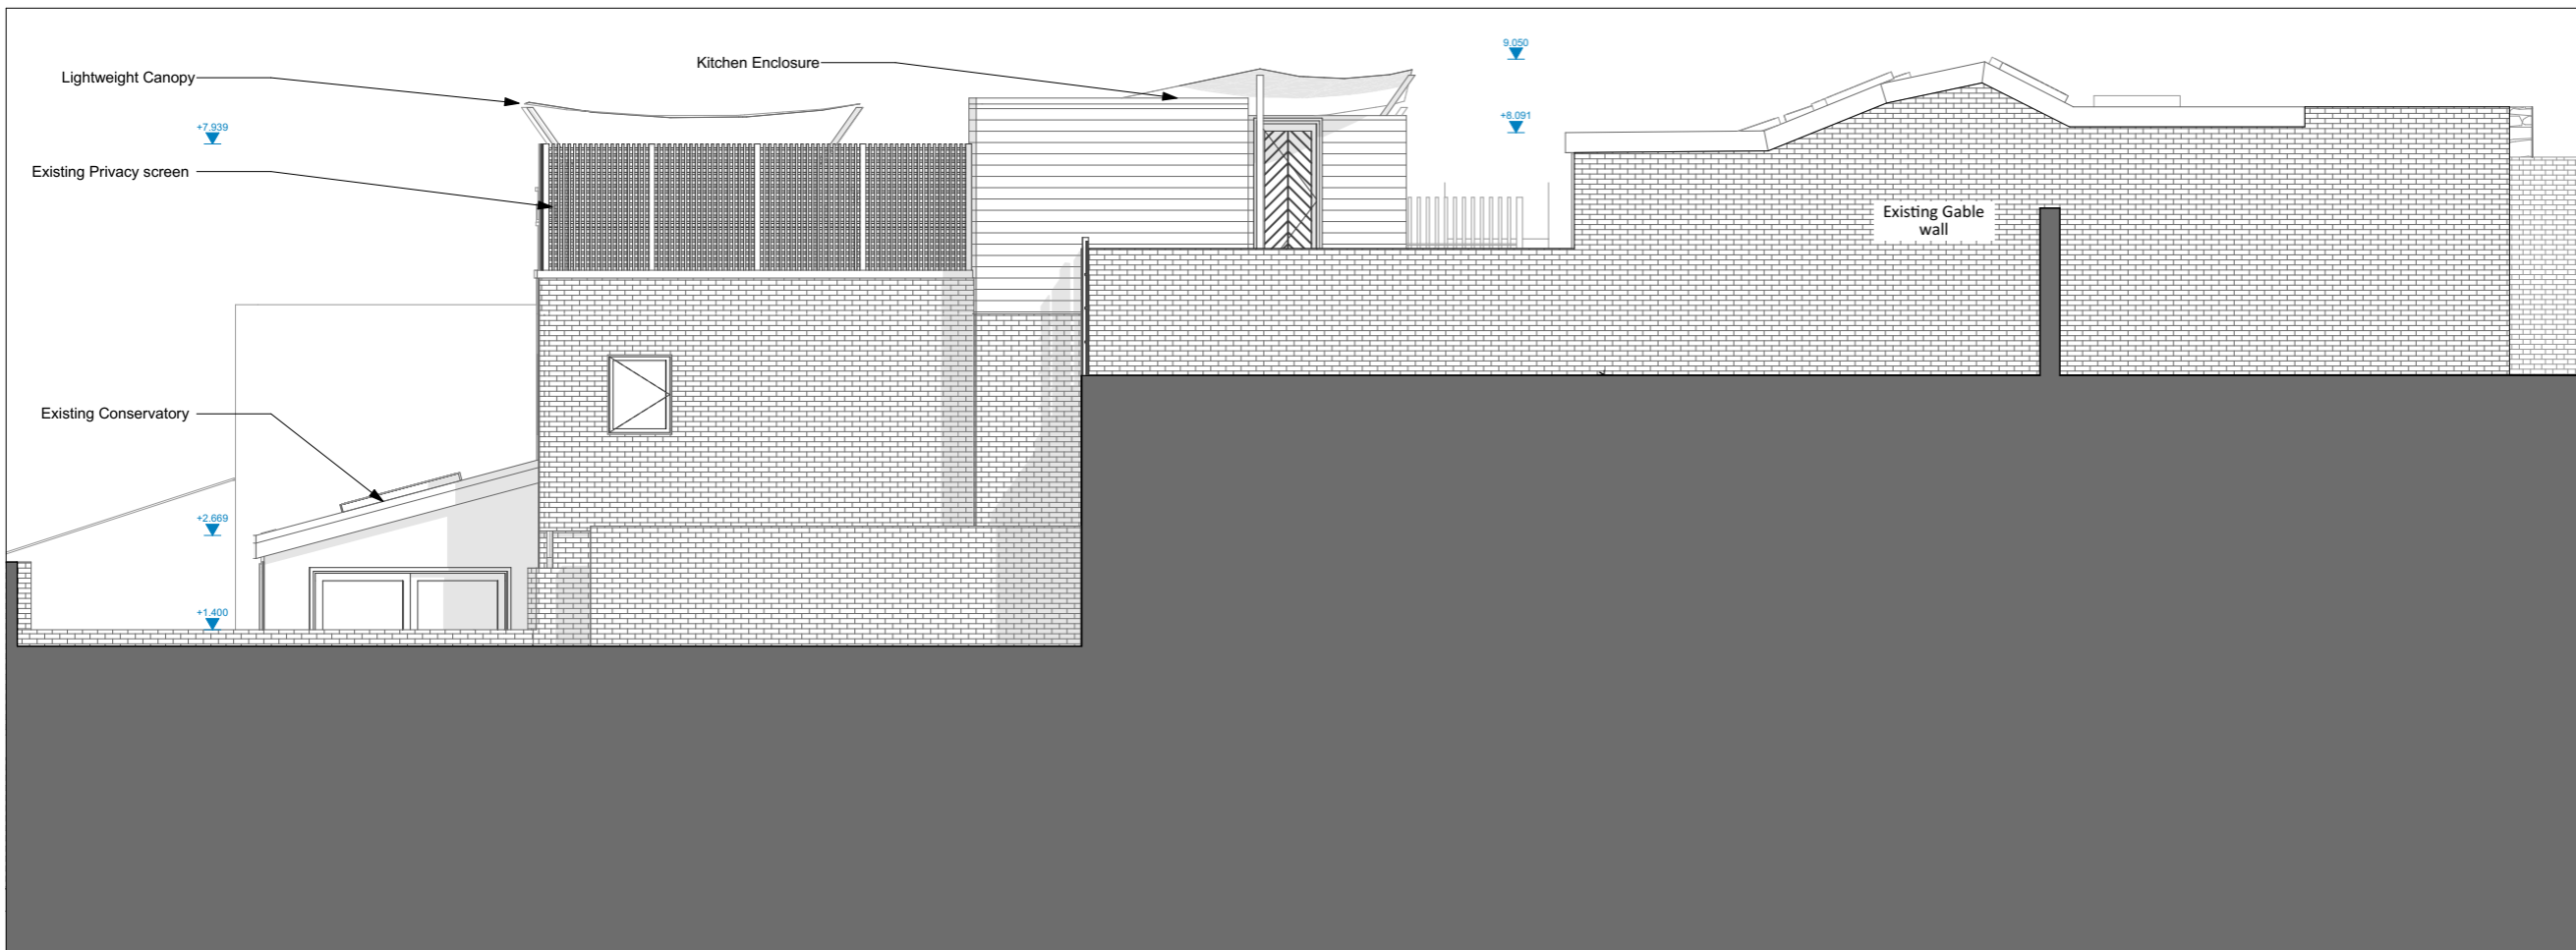 9.050
Kitchen Enclosure
Lightweight Canopy
+7.939
+8.091
Existing Privacy screen
Existing Gable
wall
Existing Conservatory
+2.669
+1.400